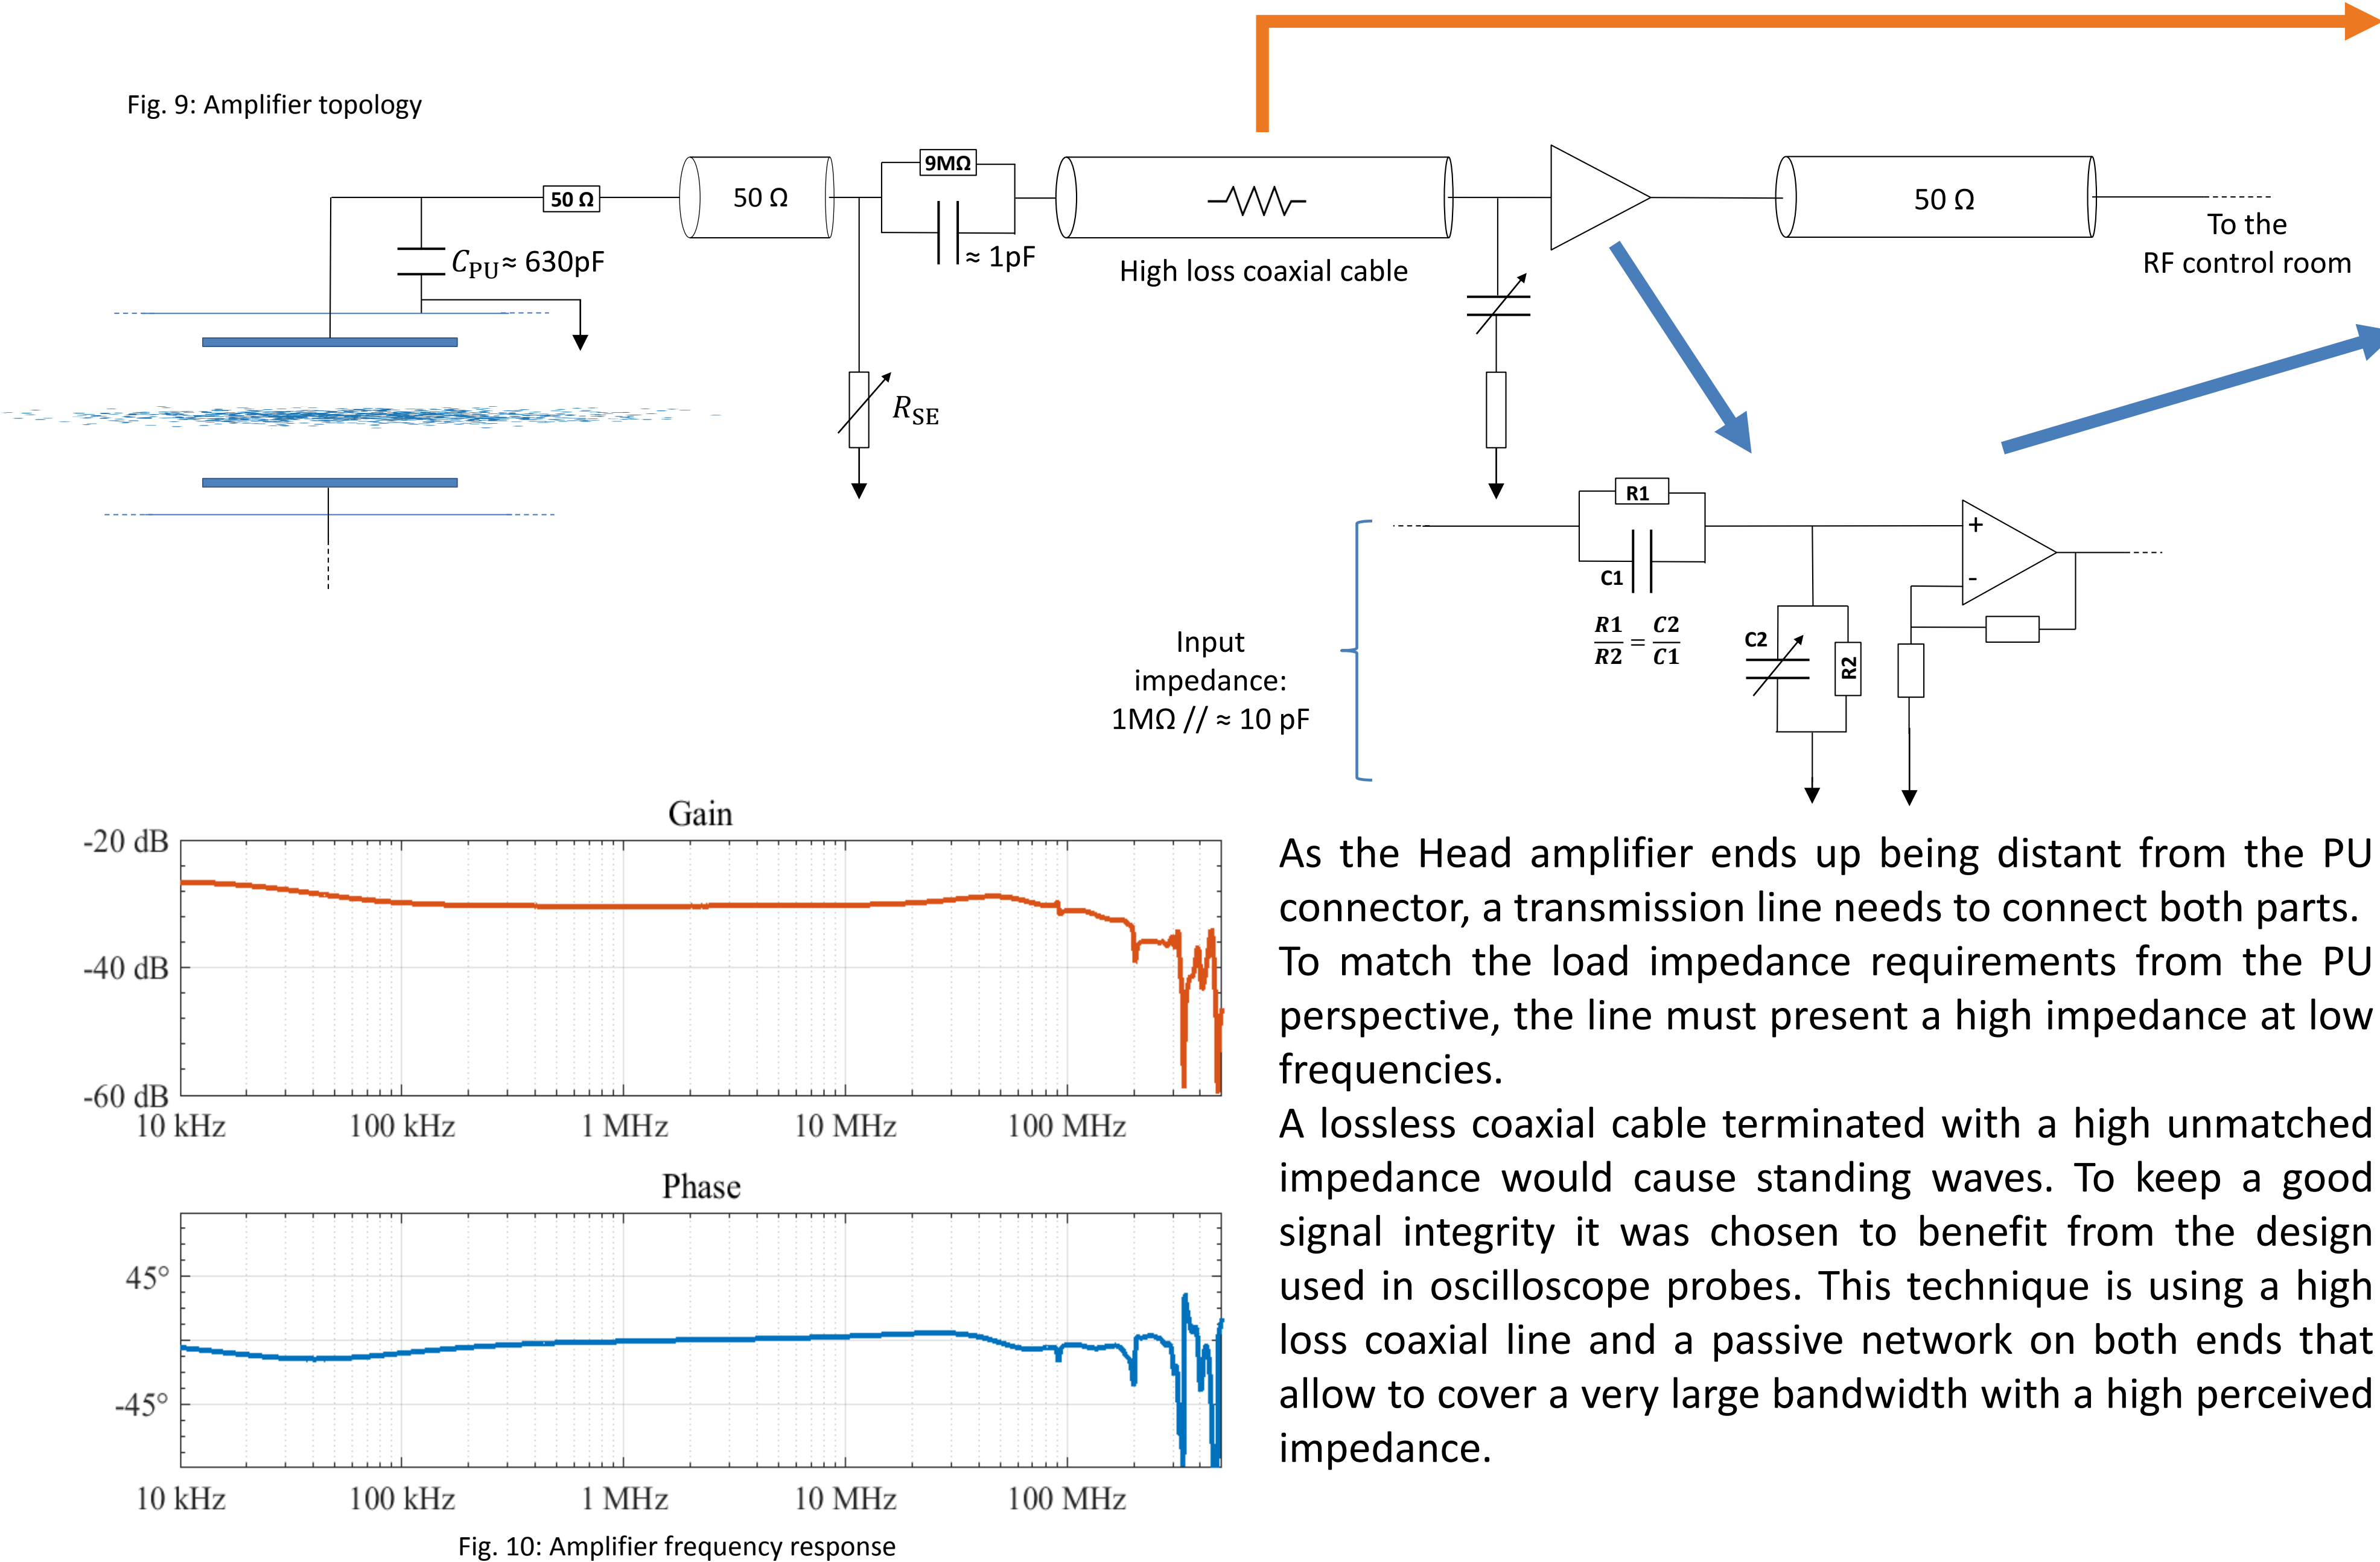 Fig. 9: Amplifier topology
50 Ω
50 Ω
9MΩ
≈ 1pF
C_PU ≈ 630pF
R_SE
High loss coaxial cable
50 Ω
To the
RF control room
R1
C1
R1/R2 = C2/C1
C2
R2
+
-
Input
impedance:
1MΩ // ≈ 10 pF
Gain
-20 dB
-40 dB
-60 dB
10 kHz 100 kHz 1 MHz 10 MHz 100 MHz
Phase
45°
-45°
10 kHz 100 kHz 1 MHz 10 MHz 100 MHz
Fig. 10: Amplifier frequency response
As the Head amplifier ends up being distant from the PU
connector, a transmission line needs to connect both parts.
To match the load impedance requirements from the PU
perspective, the line must present a high impedance at low
frequencies.
A lossless coaxial cable terminated with a high unmatched
impedance would cause standing waves. To keep a good
signal integrity it was chosen to benefit from the design
used in oscilloscope probes. This technique is using a high
loss coaxial line and a passive network on both ends that
allow to cover a very large bandwidth with a high perceived
impedance.